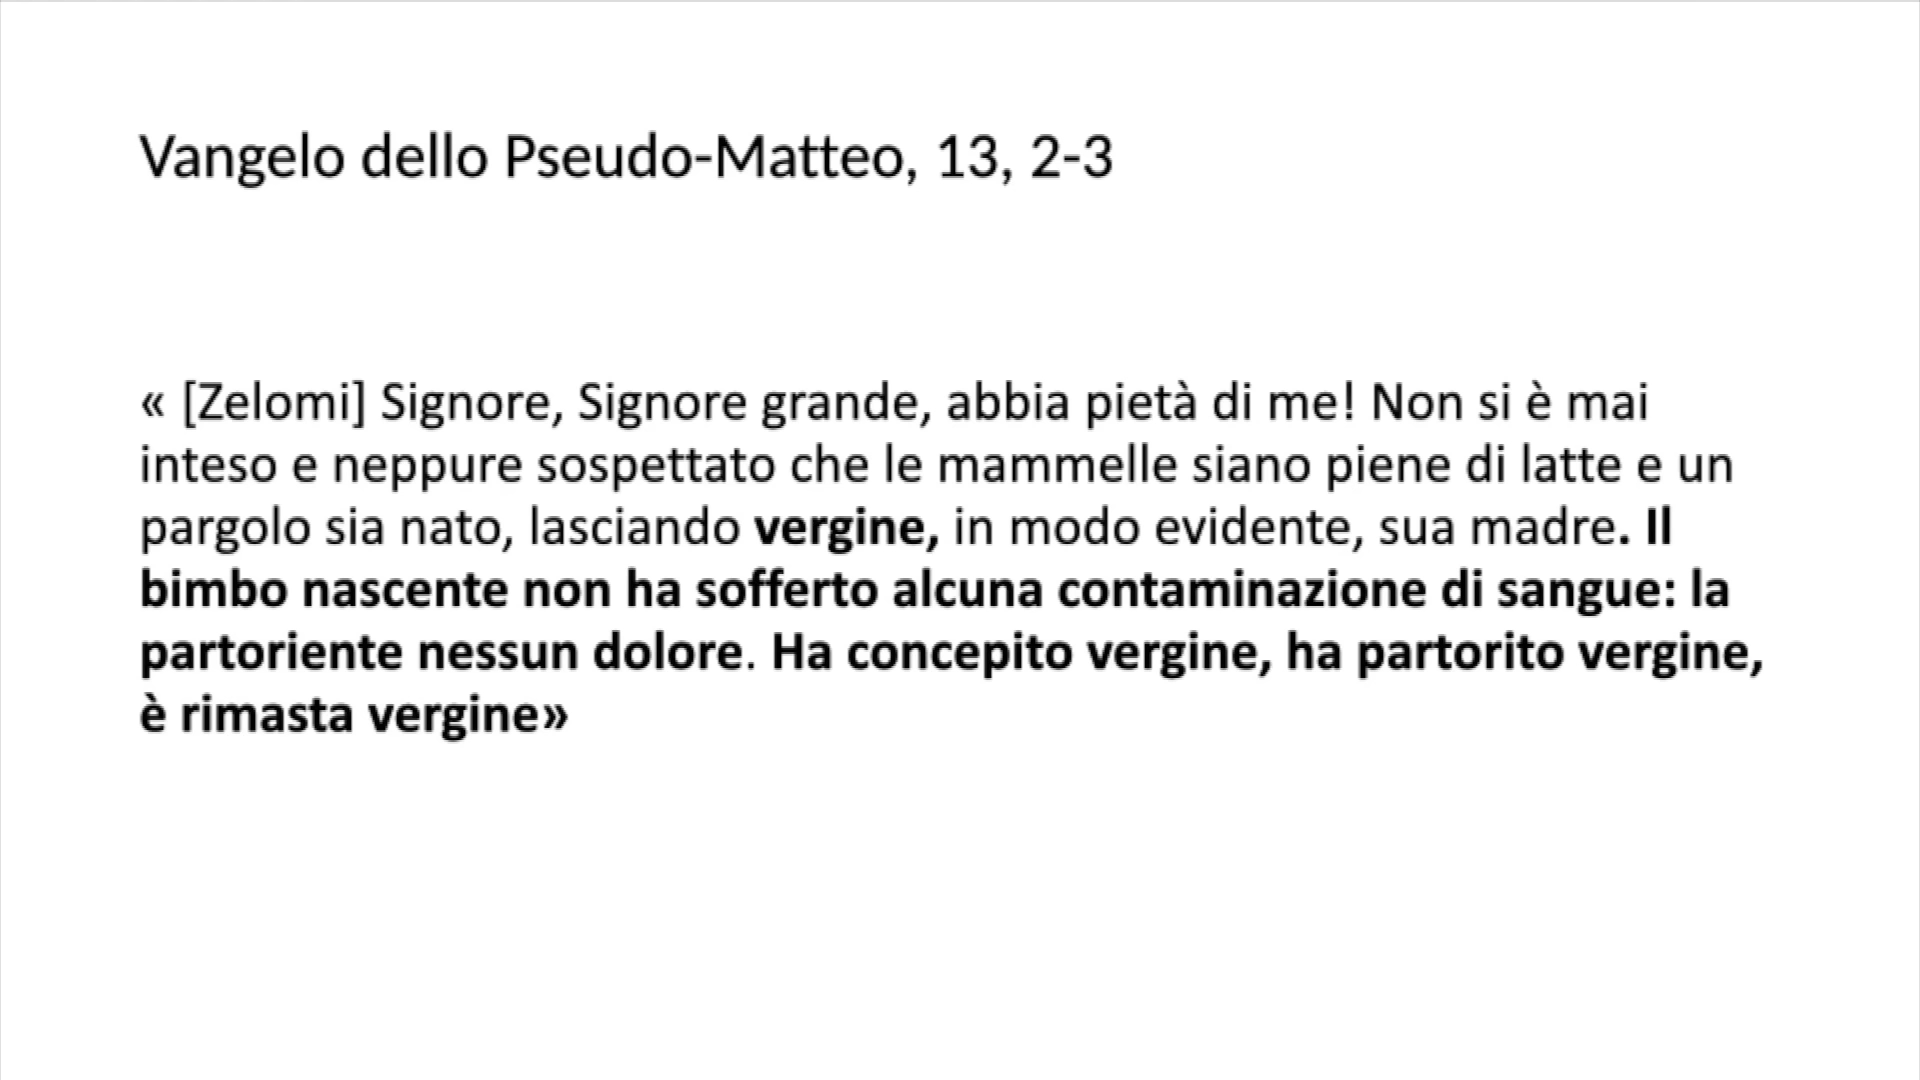 Vangelo dello Pseudo-Matteo, 13, 2-3
« [Zelomi] Signore, Signore grande, abbia pietà di me! Non si è mai
inteso e neppure sospettato che le mammelle siano piene di latte e un
pargolo sia nato, lasciando vergine, in modo evidente, sua madre. Il
bimbo nascente non ha sofferto alcuna contaminazione di sangue: la
partoriente nessun dolore. Ha concepito vergine, ha partorito vergine,
è rimasta vergine»